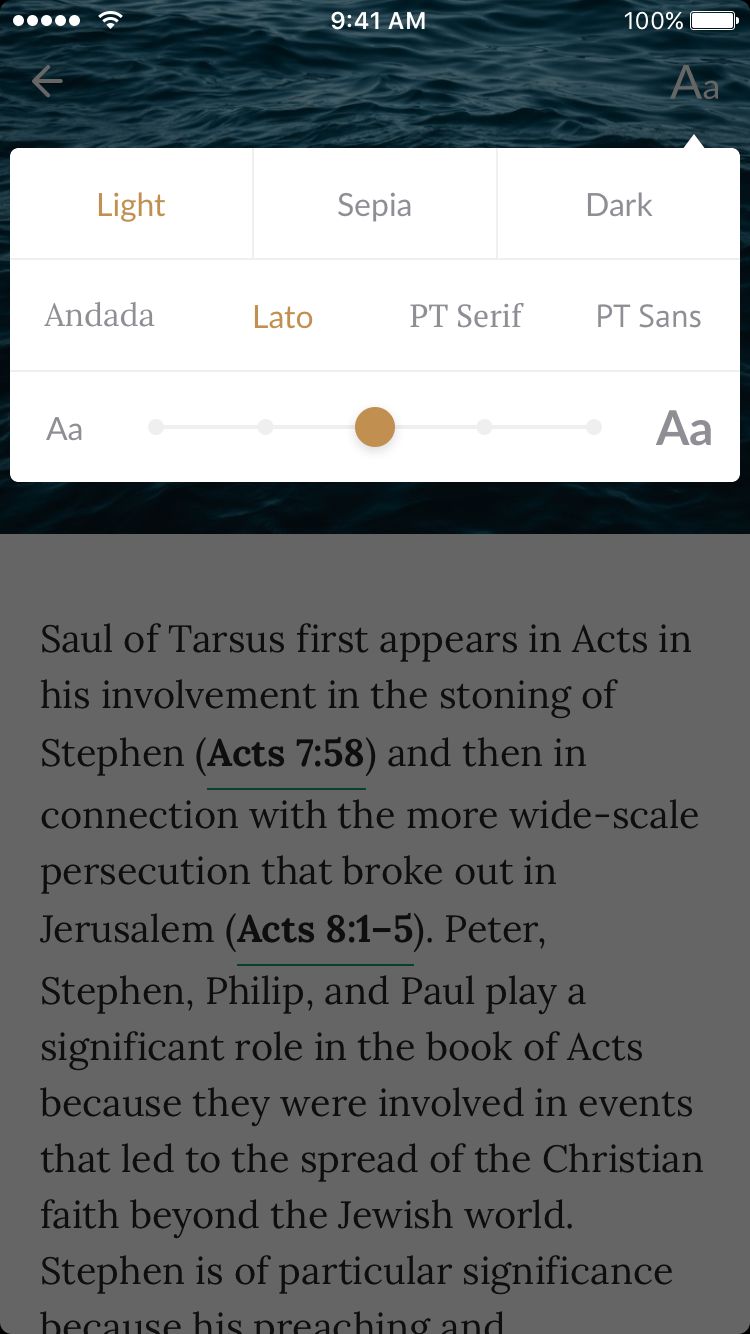 9:41 AM 100%
Aa
Light Sepia Dark
Andada Lato PT Serif PT Sans
Aa Aa
Saul of Tarsus first appears in Acts in
his involvement in the stoning of
Stephen (Acts 7:58) and then in
connection with the more wide-scale
persecution that broke out in
Jerusalem (Acts 8:1–5). Peter,
Stephen, Philip, and Paul play a
significant role in the book of Acts
because they were involved in events
that led to the spread of the Christian
faith beyond the Jewish world.
Stephen is of particular significance
because his preaching and